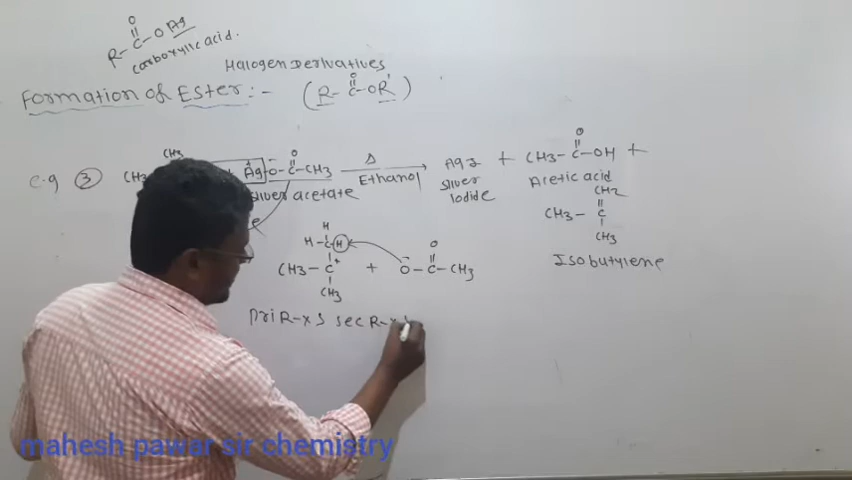 O
||
R-C-O Ag
carboxylic acid.
Halogen Derivatives
Formation of Ester :- (R-C-OR')
O
||
e.g ③ CH3
CH3 Ag O-C-CH3 Δ Ethanol → AgI + CH3-C-OH +
O
||
O
||
silver acetate
silver Iodide
Acetic acid
CH2
||
CH3-C
|
CH3
Isobutylene
H
|
H-C-H
|
CH3-C+ + O-C-CH3
|
CH3
O
||
pri R-X & sec R-X
mahesh pawar sir chemistry